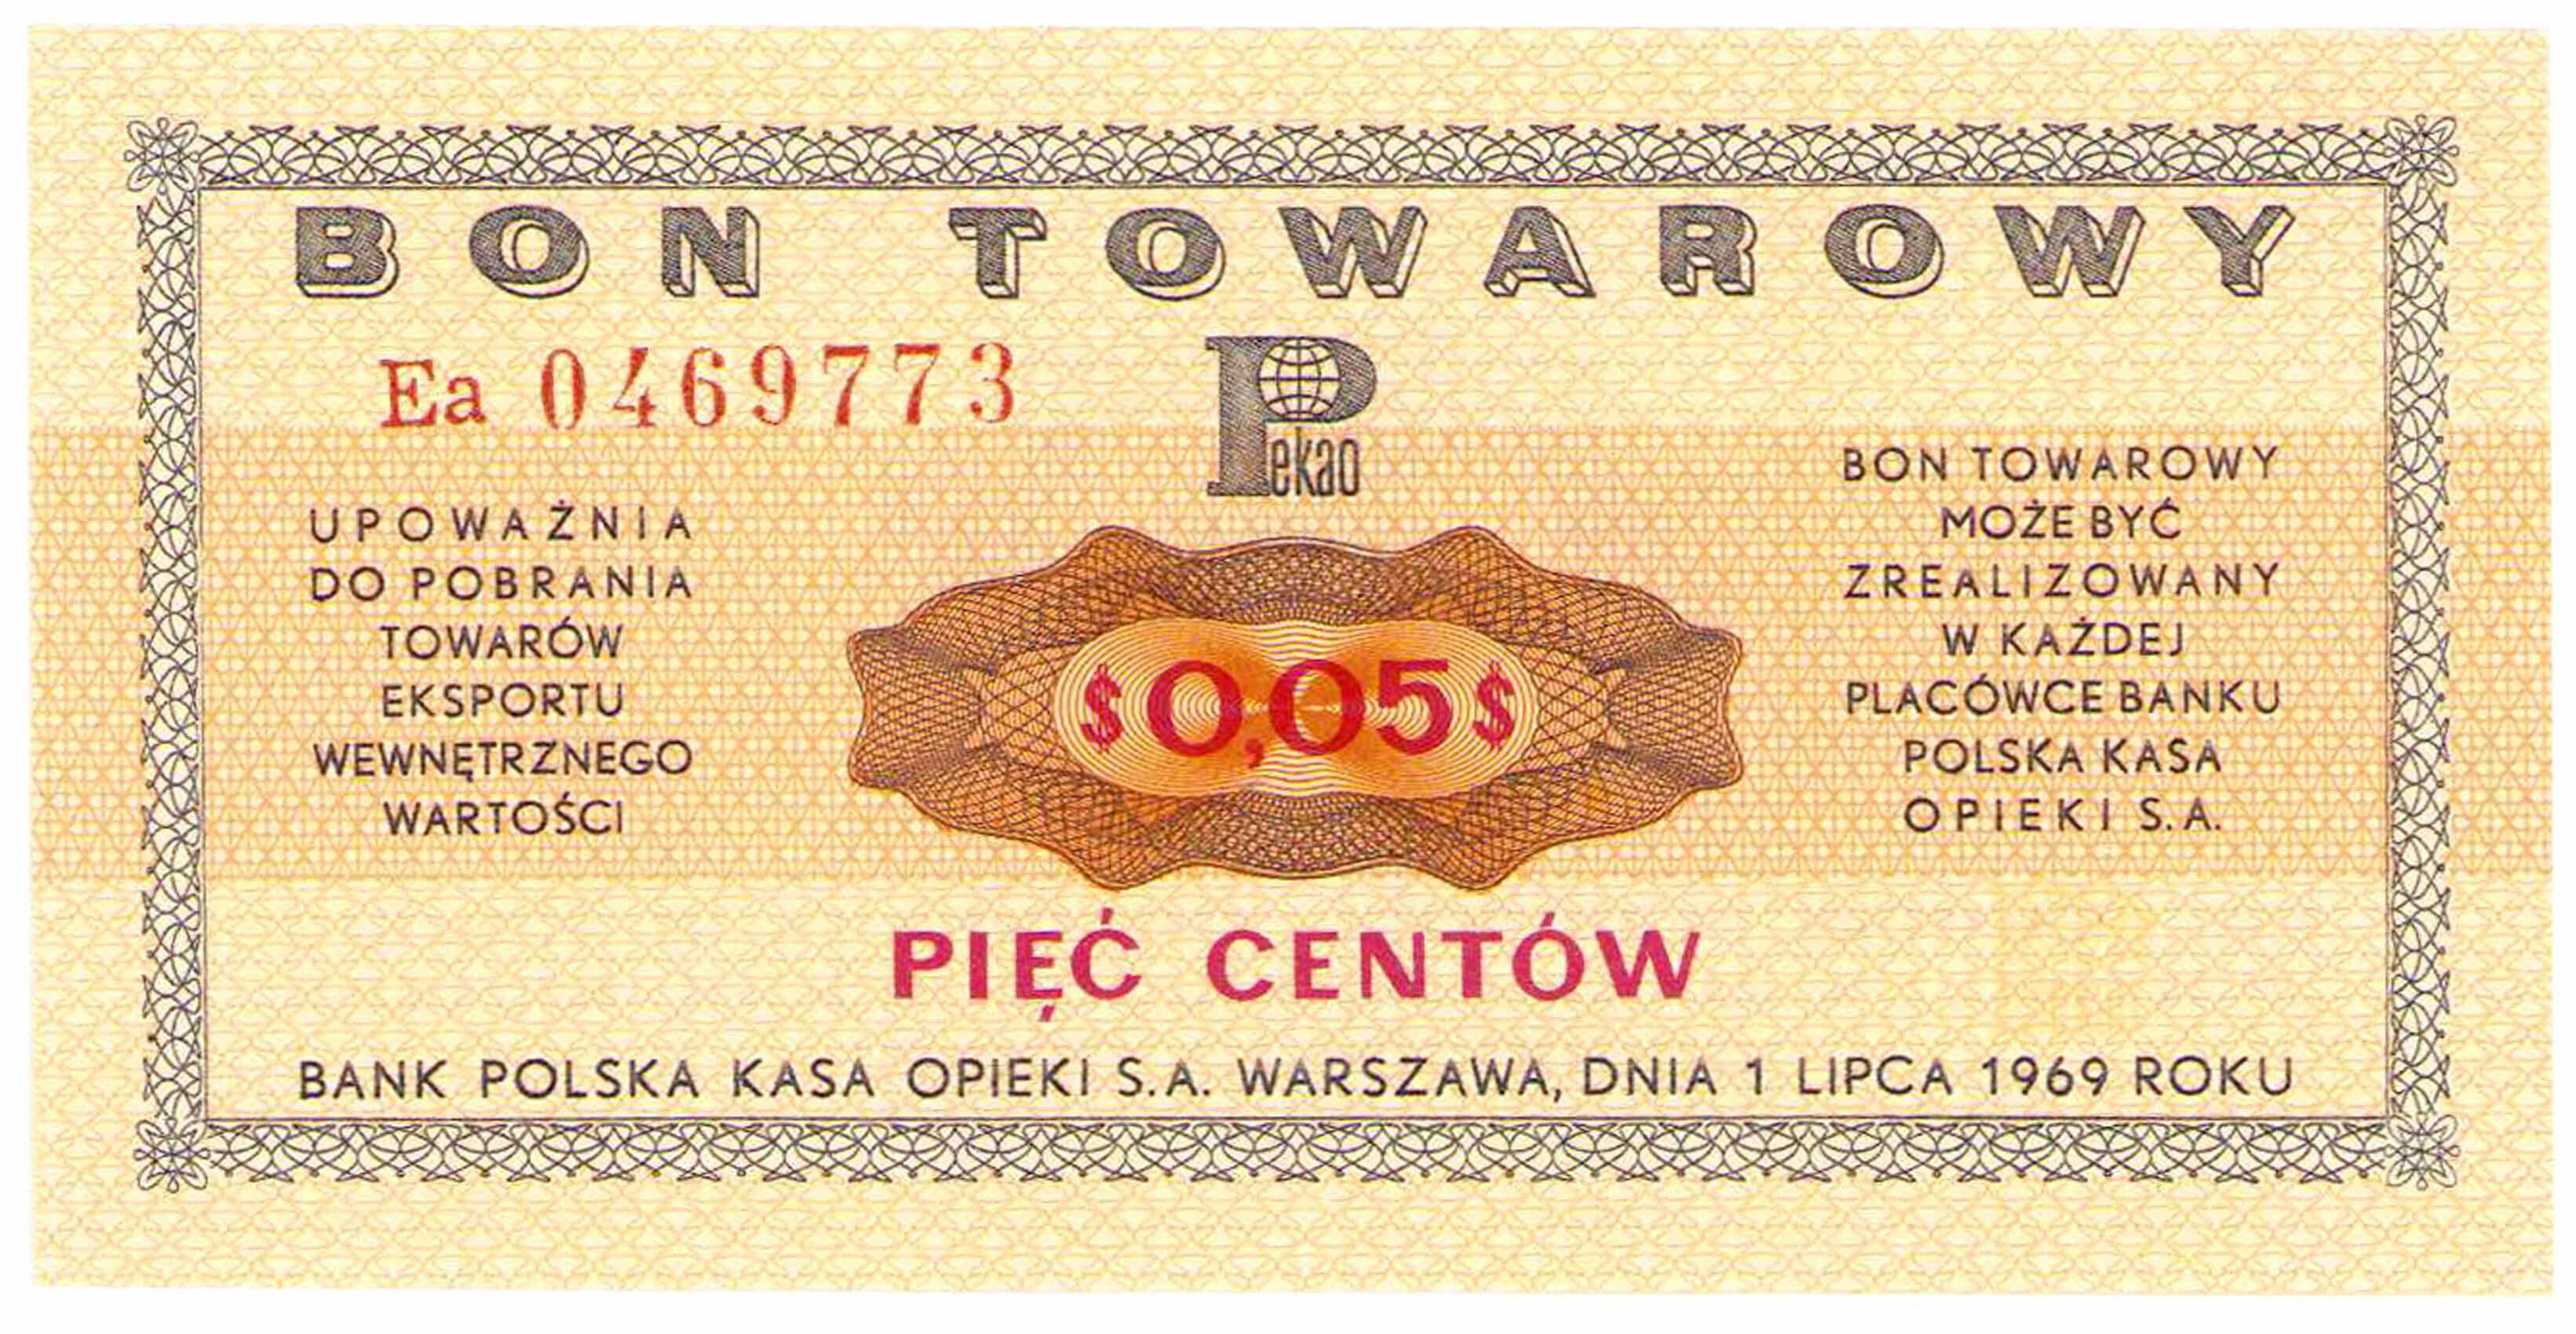 BON TOWAROWY
Ea 0469773
Pekao
UPOWAŻNIA
DO POBRANIA
TOWARÓW
EKSPORTU
WEWNĘTRZNEGO
WARTOŚCI
$0,05$
BON TOWAROWY
MOŻE BYĆ
ZREALIZOWANY
W KAŻDEJ
PLACÓWCE BANKU
POLSKA KASA
OPIEKI S.A.
PIĘĆ CENTÓW
BANK POLSKA KASA OPIEKI S.A. WARSZAWA, DNIA 1 LIPCA 1969 ROKU